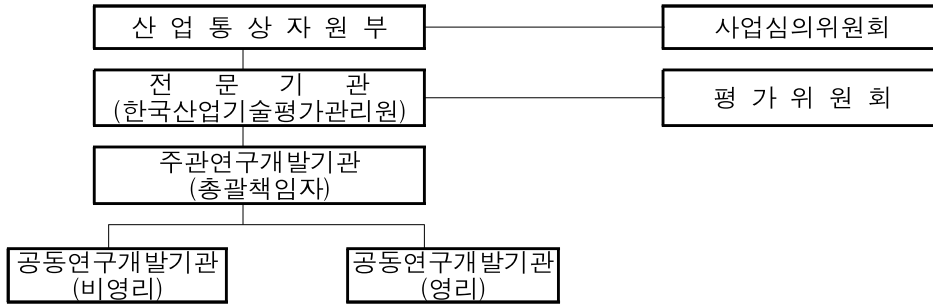 산 업 통 상 자 원 부
사업심의위원회
전 문 기 관
(한국산업기술평가관리원)
평 가 위 원 회
주관연구개발기관
(총괄책임자)
공동연구개발기관
(비영리)
공동연구개발기관
(영리)